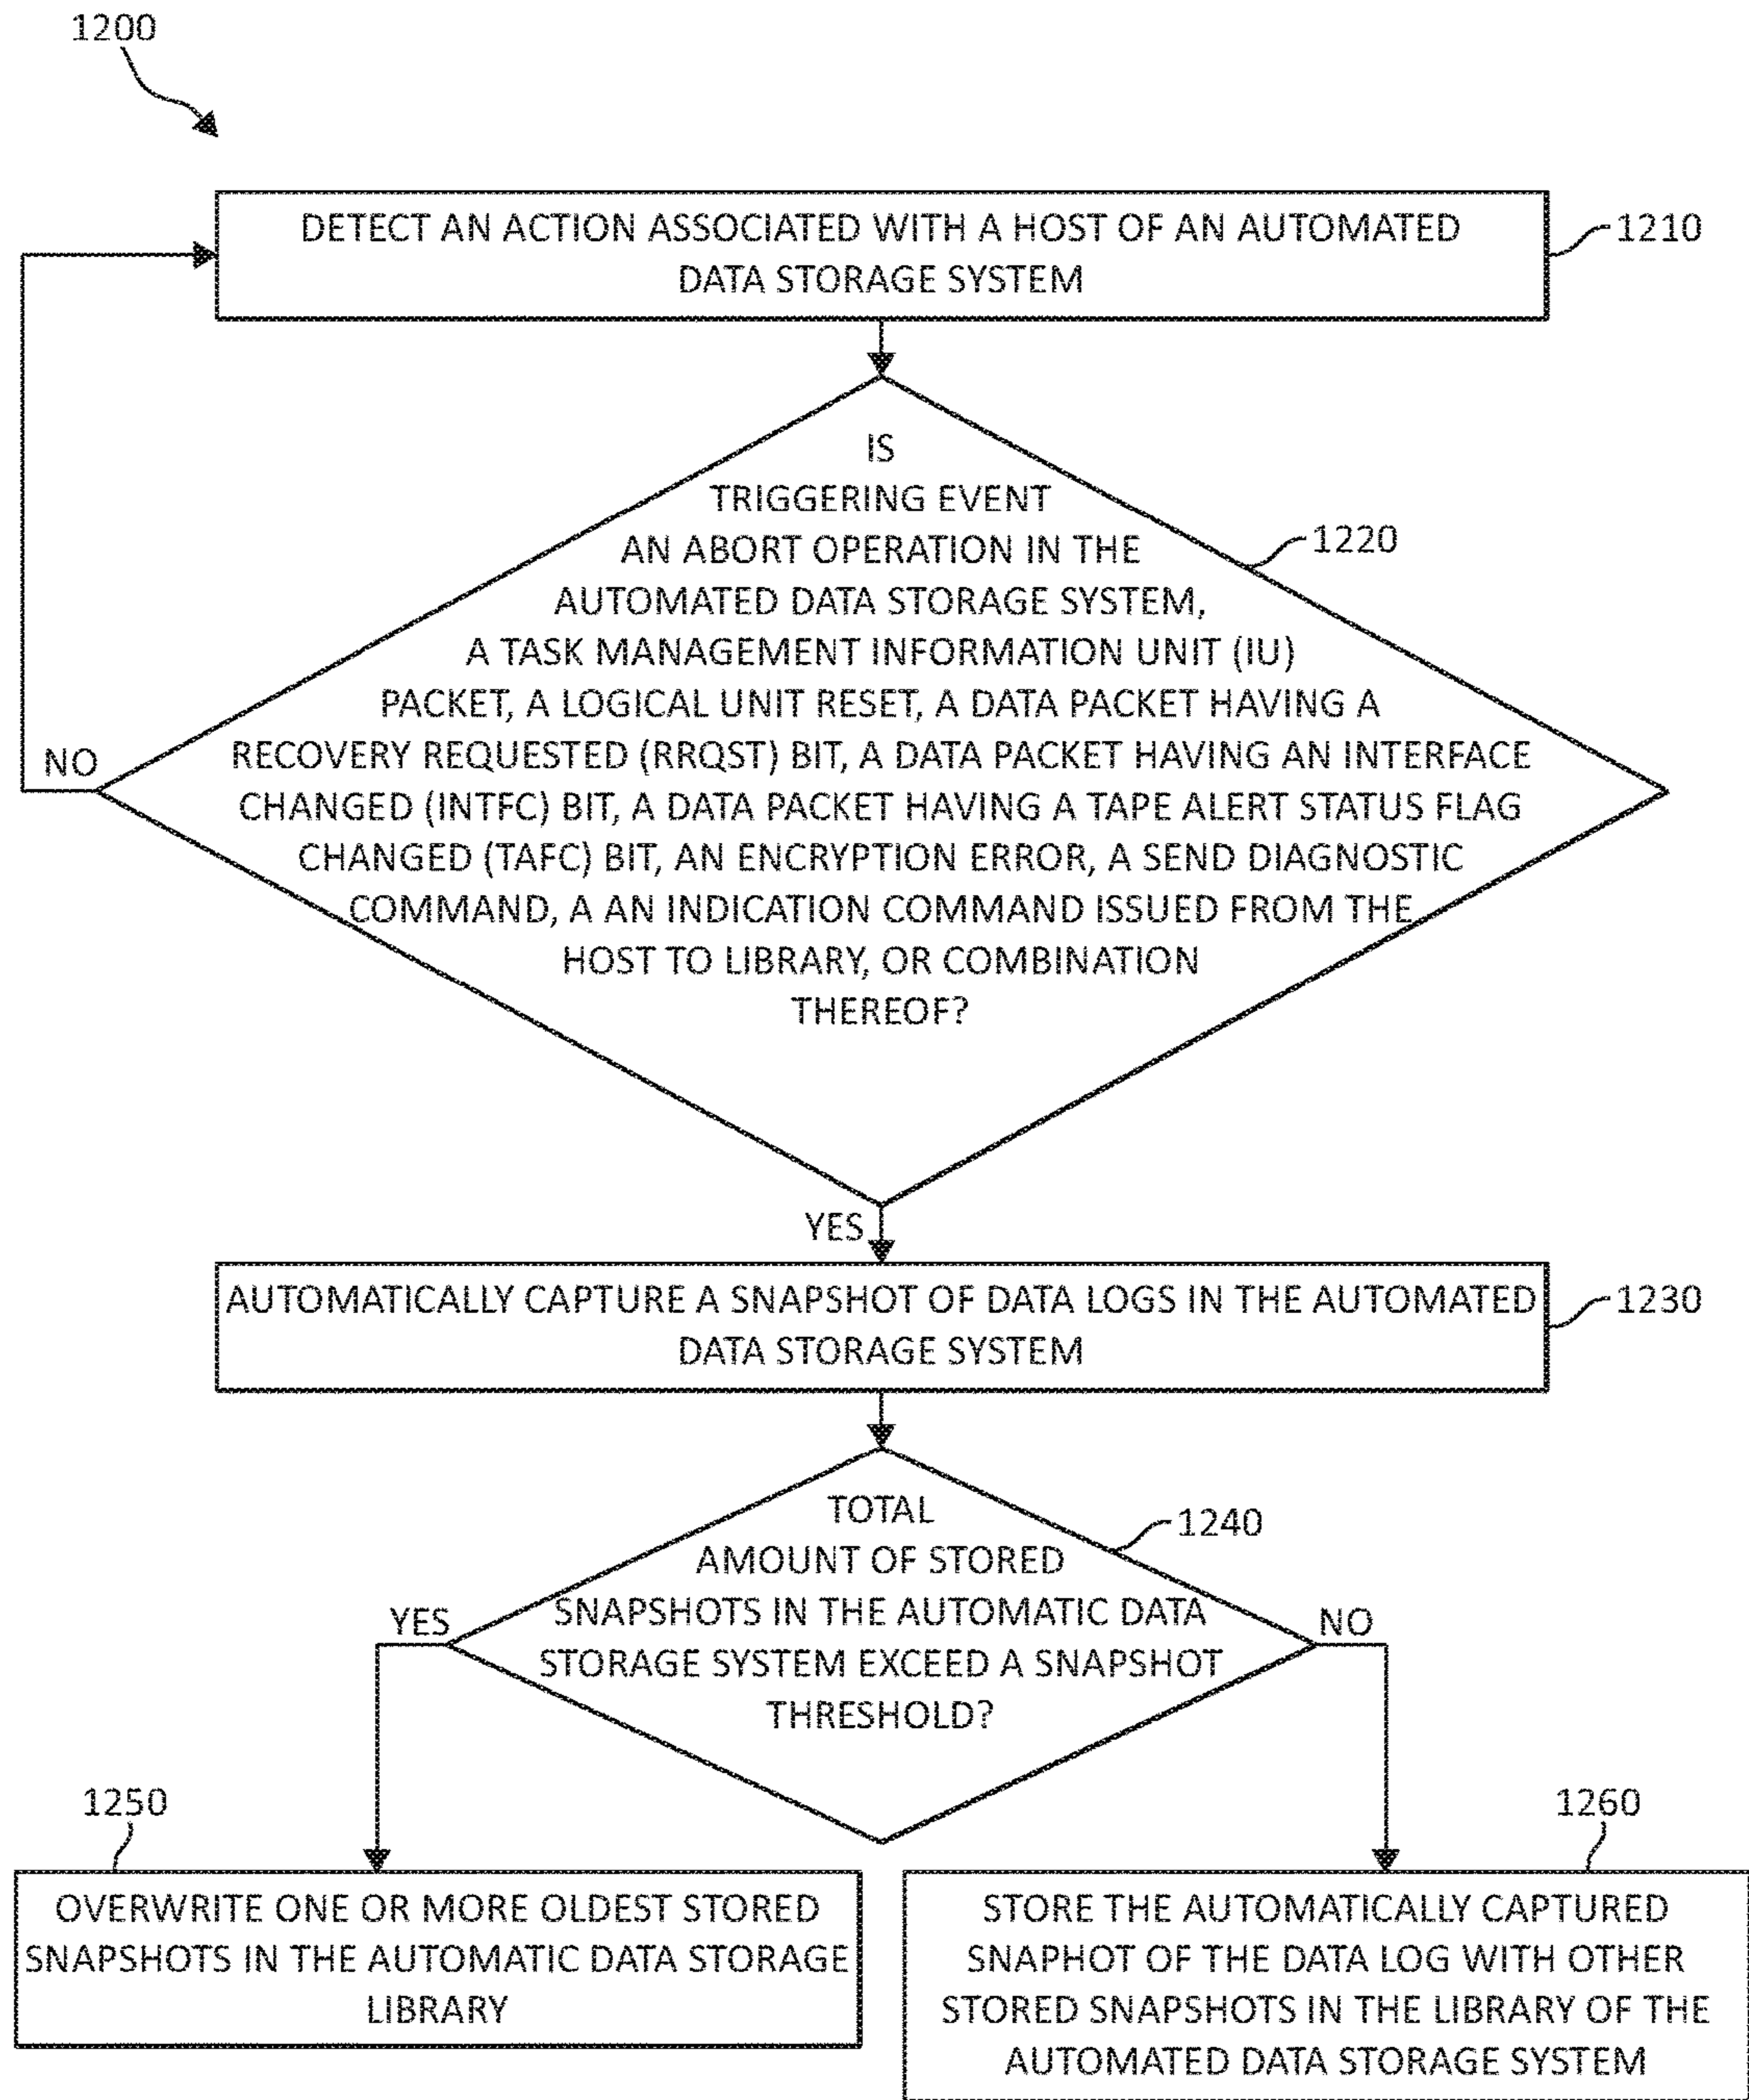 1200
DETECT AN ACTION ASSOCIATED WITH A HOST OF AN AUTOMATED
DATA STORAGE SYSTEM
1210
IS
TRIGGERING EVENT
AN ABORT OPERATION IN THE
1220
AUTOMATED DATA STORAGE SYSTEM,
A TASK MANAGEMENT INFORMATION UNIT (IU)
PACKET, A LOGICAL UNIT RESET, A DATA PACKET HAVING A
RECOVERY REQUESTED (RRQST) BIT, A DATA PACKET HAVING AN INTERFACE
NO
CHANGED (INTFC) BIT, A DATA PACKET HAVING A TAPE ALERT STATUS FLAG
CHANGED (TAFC) BIT, AN ENCRYPTION ERROR, A SEND DIAGNOSTIC
COMMAND, A AN INDICATION COMMAND ISSUED FROM THE
HOST TO LIBRARY, OR COMBINATION
THEREOF?
YES
AUTOMATICALLY CAPTURE A SNAPSHOT OF DATA LOGS IN THE AUTOMATED
DATA STORAGE SYSTEM
1230
TOTAL
AMOUNT OF STORED
SNAPSHOTS IN THE AUTOMATIC DATA
STORAGE SYSTEM EXCEED A SNAPSHOT
THRESHOLD?
1240
YES
NO
1250
OVERWRITE ONE OR MORE OLDEST STORED
SNAPSHOTS IN THE AUTOMATIC DATA STORAGE
LIBRARY
1260
STORE THE AUTOMATICALLY CAPTURED
SNAPHOT OF THE DATA LOG WITH OTHER
STORED SNAPSHOTS IN THE LIBRARY OF THE
AUTOMATED DATA STORAGE SYSTEM